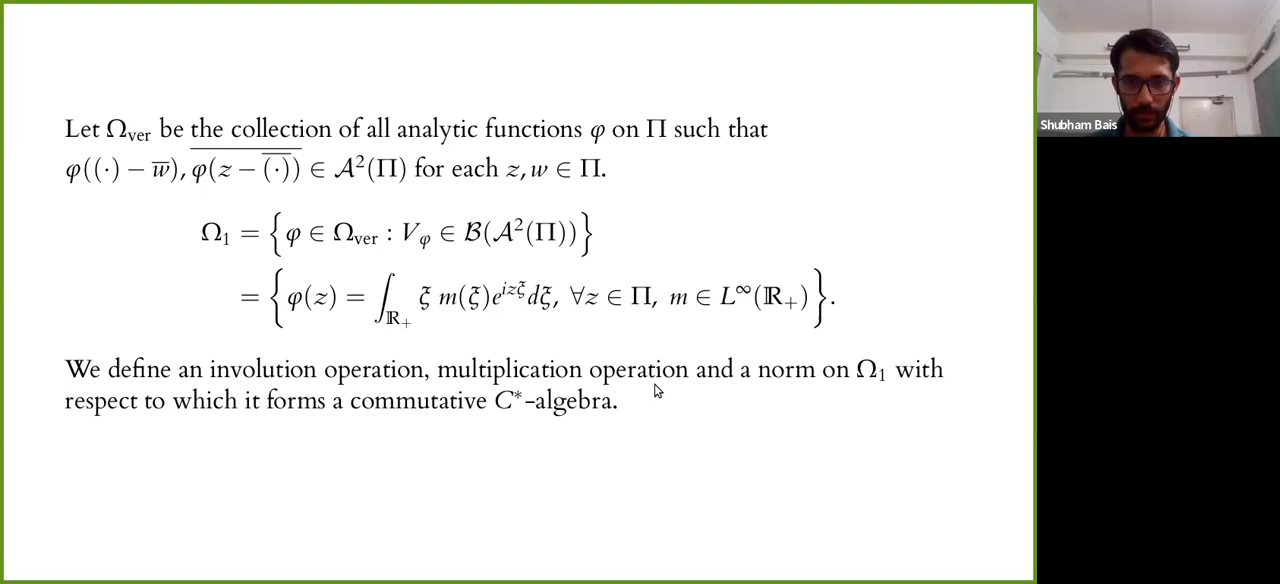 Let Ω_ver be the collection of all analytic functions φ on Π such that
φ((·) − \overline{w}), \overline{φ(z − \overline{(·)})} ∈ 𝒜²(Π) for each z, w ∈ Π.
Ω₁ = { φ ∈ Ω_ver : V_φ ∈ ℬ(𝒜²(Π)) }
= { φ(z) = ∫_{ℝ₊} ξ m(ξ)e^{izξ}dξ, ∀z ∈ Π, m ∈ L^∞(ℝ₊) }.
We define an involution operation, multiplication operation and a norm on Ω₁ with
respect to which it forms a commutative C*-algebra.
Shubham Bais